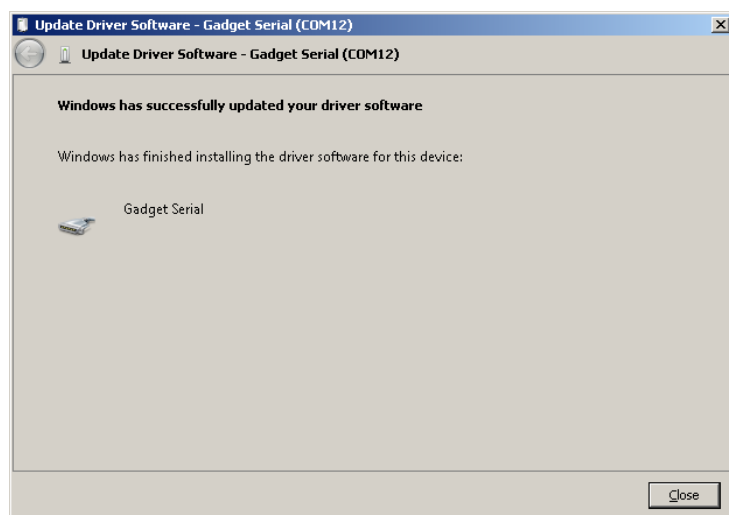 Update Driver Software - Gadget Serial (COM12)
Update Driver Software - Gadget Serial (COM12)
Windows has successfully updated your driver software
Windows has finished installing the driver software for this device:
Gadget Serial
Close